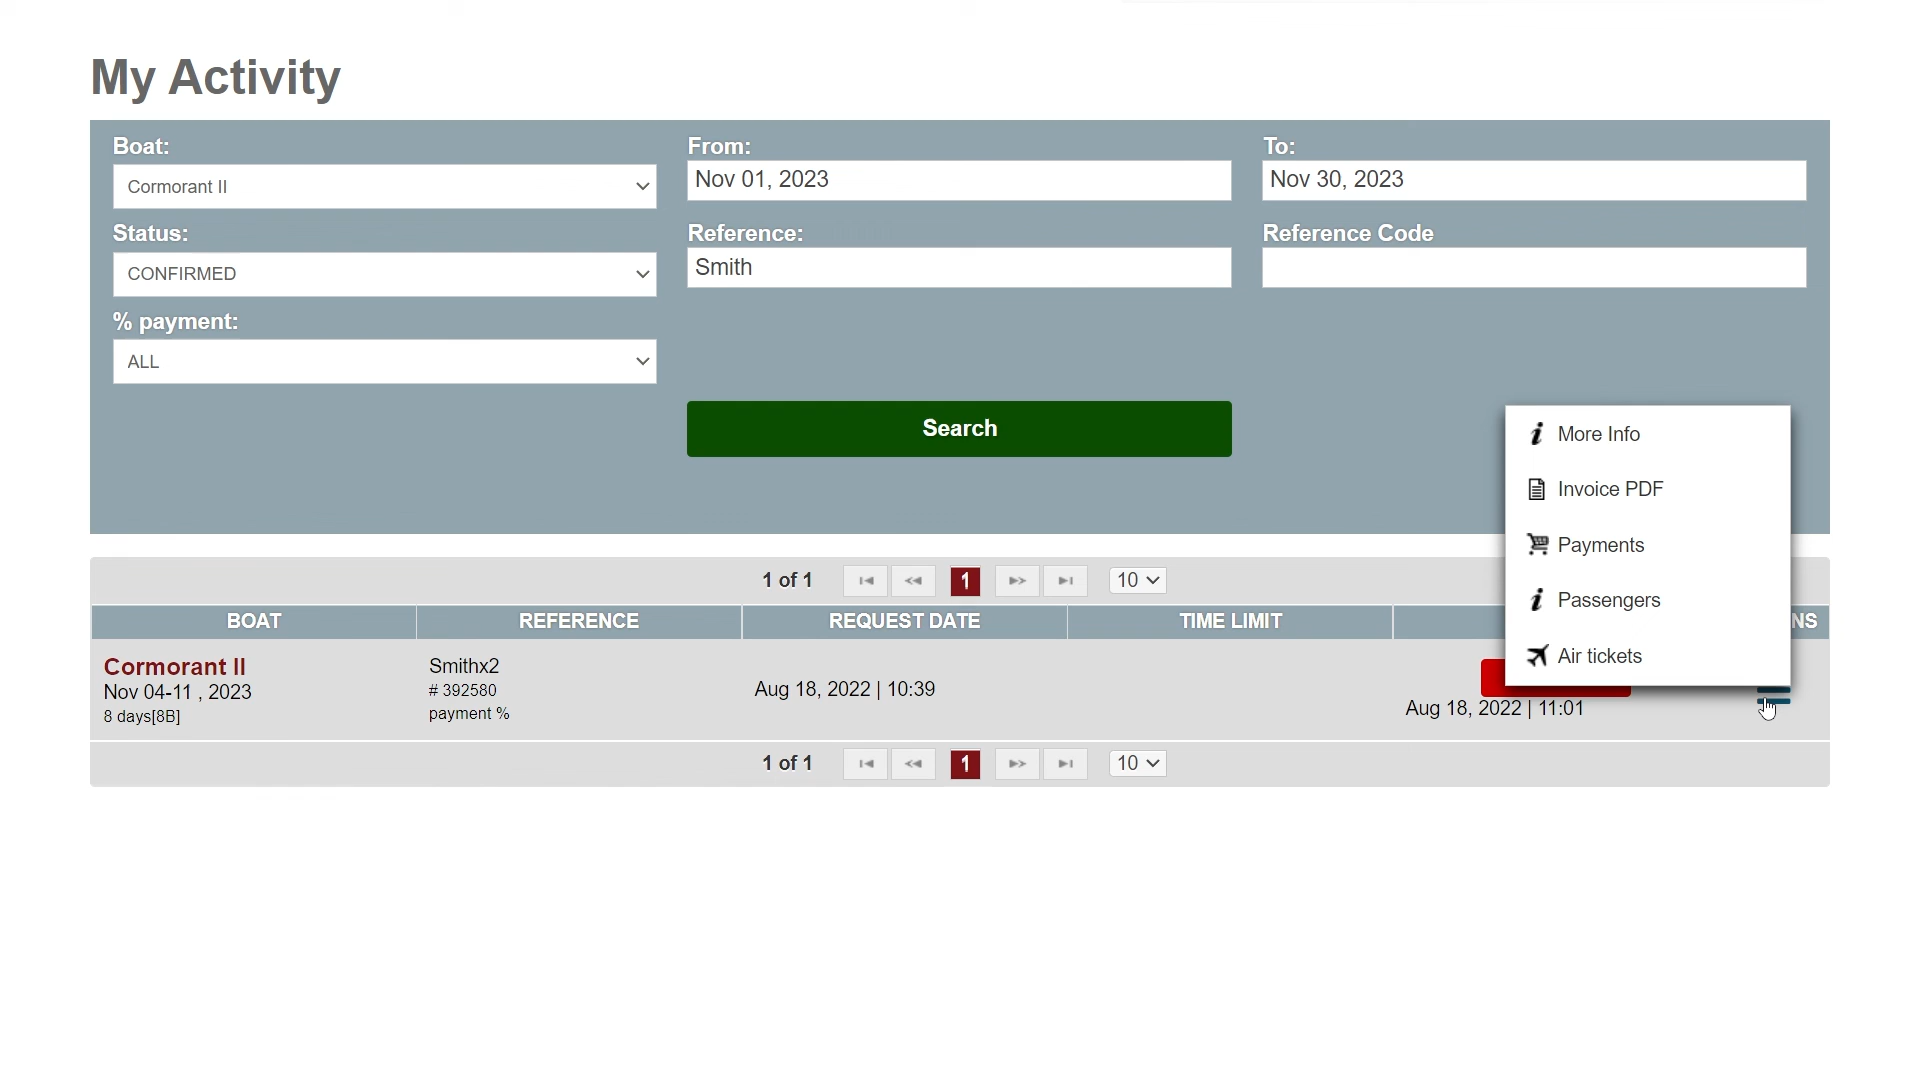 My Activity
Boat:
From:
To:
Cormorant II
Nov 01, 2023
Nov 30, 2023
Status:
Reference:
Reference Code
CONFIRMED
Smith
% payment:
ALL
Search
More Info
Invoice PDF
Payments
Passengers
Air tickets
1 of 1
1
10
BOAT
REFERENCE
REQUEST DATE
TIME LIMIT
NS
Cormorant II
Nov 04-11 , 2023
8 days[8B]
Smithx2
# 392580
payment %
Aug 18, 2022 | 10:39
Aug 18, 2022 | 11:01
1 of 1
1
10